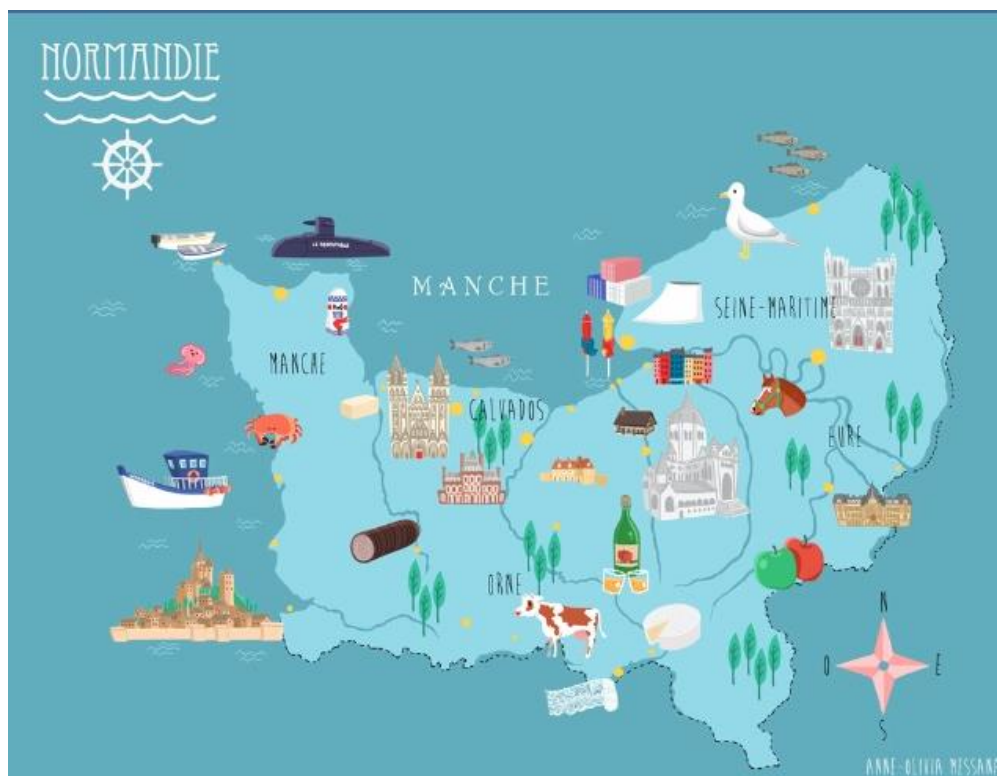 NORMANDIE
MANCHE
SEINE-MARITIME
MANCHE
CALVADOS
EURE
ORNE
N
O
E
S
ANNE-OLIVIA MESSANA